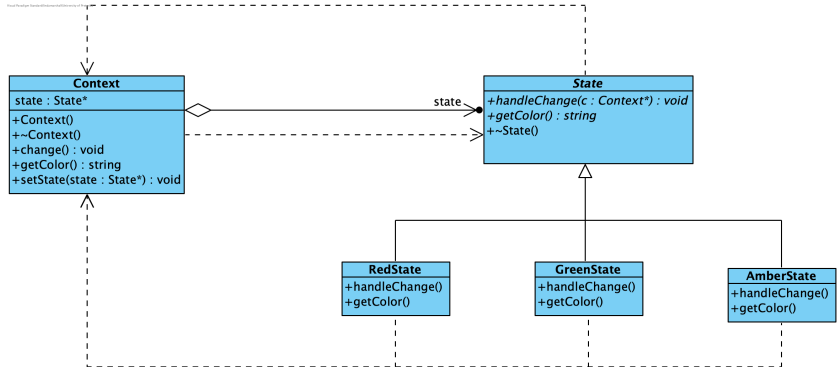 Context
state : State*
+Context()
+~Context()
+change() : void
+getColor() : string
+setState(state : State*) : void
state
State
+handleChange(c : Context*) : void
+getColor() : string
+~State()
RedState
+handleChange()
+getColor()
GreenState
+handleChange()
+getColor()
AmberState
+handleChange()
+getColor()